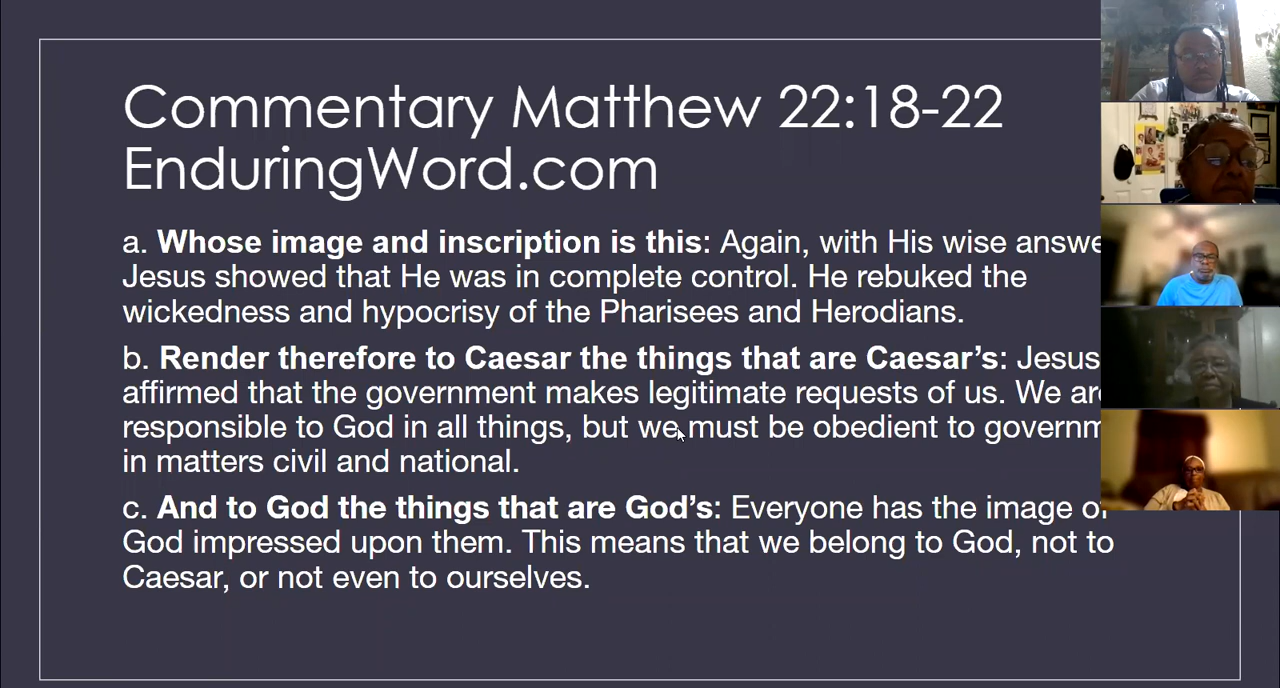 Commentary Matthew 22:18-22
EnduringWord.com
a. Whose image and inscription is this: Again, with His wise answe
Jesus showed that He was in complete control. He rebuked the
wickedness and hypocrisy of the Pharisees and Herodians.
b. Render therefore to Caesar the things that are Caesar’s: Jesus
affirmed that the government makes legitimate requests of us. We are
responsible to God in all things, but we must be obedient to governm
in matters civil and national.
c. And to God the things that are God’s: Everyone has the image of
God impressed upon them. This means that we belong to God, not to
Caesar, or not even to ourselves.